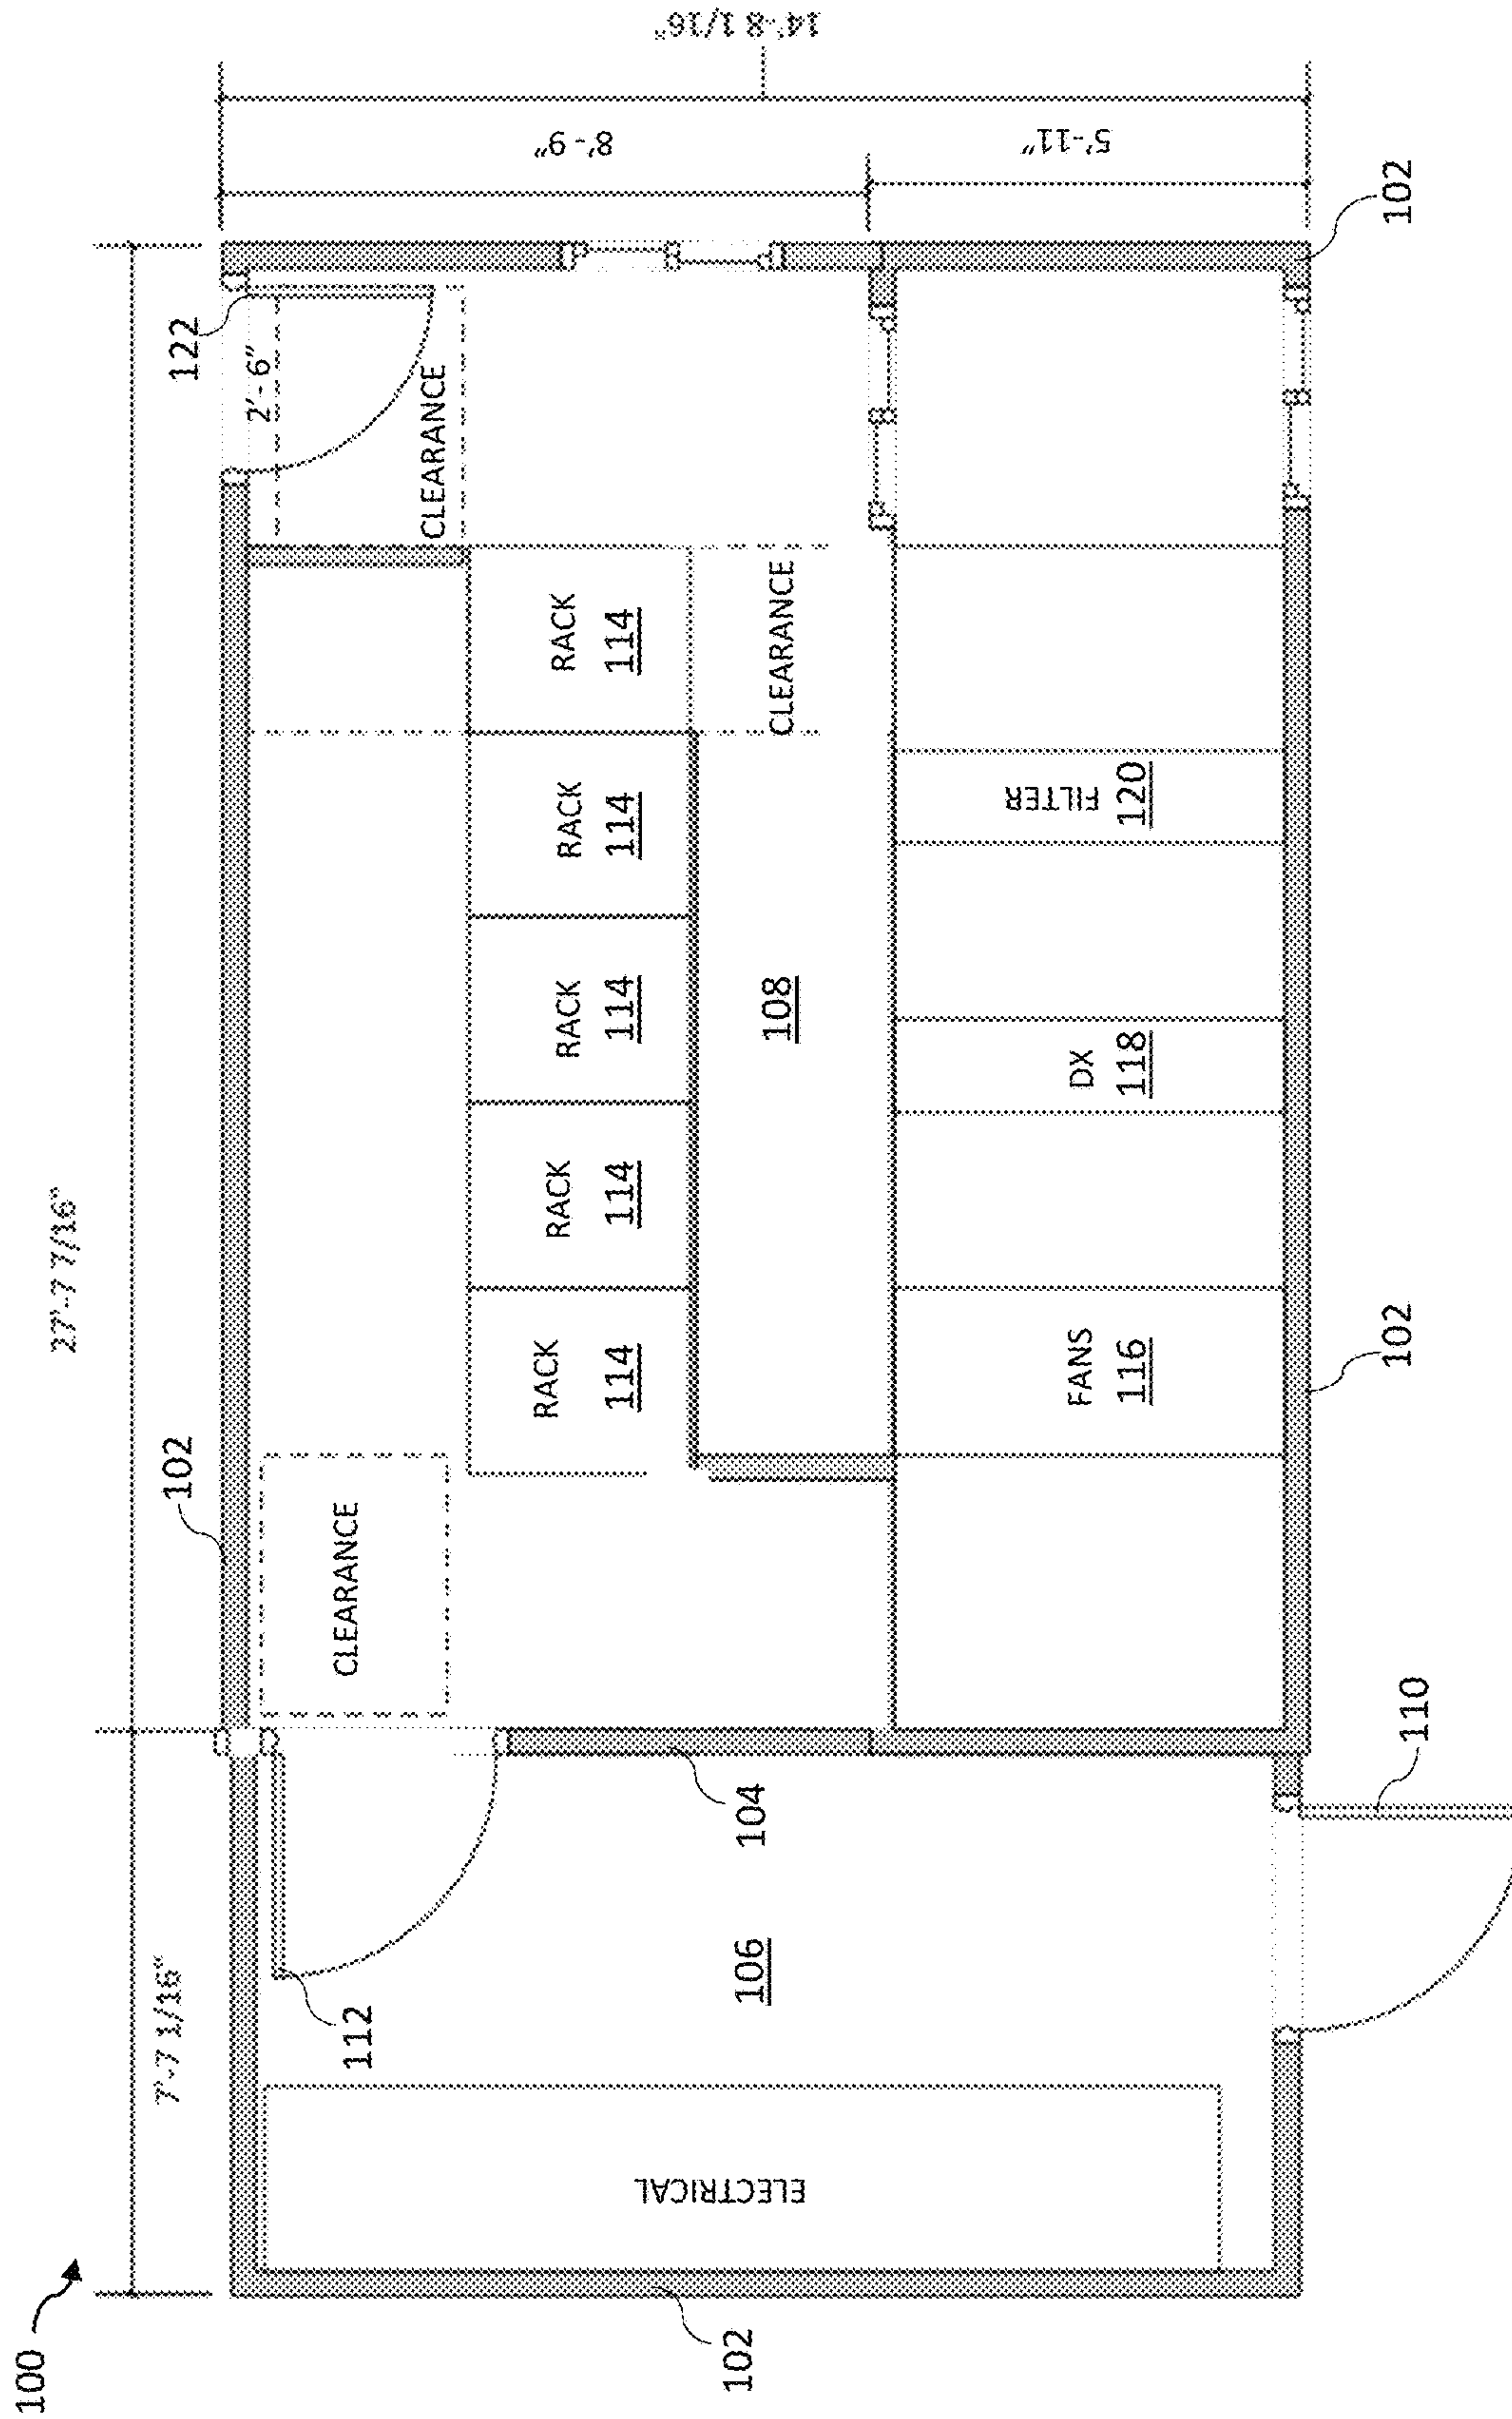 100
27'-7 7/16"
7'-7 1/16"
14'-8 1/16"
8'-9"
5'-11"
102
122
2'-6"
CLEARANCE
102
CLEARANCE
RACK
114
RACK
114
RACK
114
RACK
114
RACK
114
CLEARANCE
108
FANS
116
DX
118
FILTER
120
102
102
104
106
112
110
ELECTRICAL
102